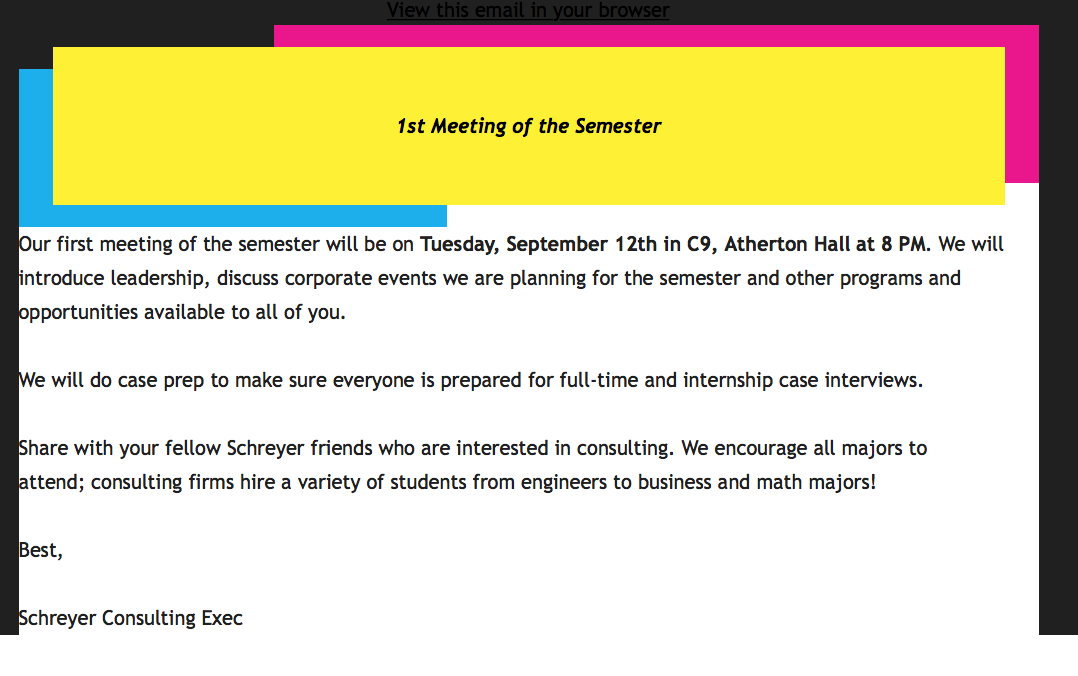 View this email in your browser
1st Meeting of the Semester
Our first meeting of the semester will be on Tuesday, September 12th in C9, Atherton Hall at 8 PM. We will
introduce leadership, discuss corporate events we are planning for the semester and other programs and
opportunities available to all of you.
We will do case prep to make sure everyone is prepared for full-time and internship case interviews.
Share with your fellow Schreyer friends who are interested in consulting. We encourage all majors to
attend; consulting firms hire a variety of students from engineers to business and math majors!
Best,
Schreyer Consulting Exec